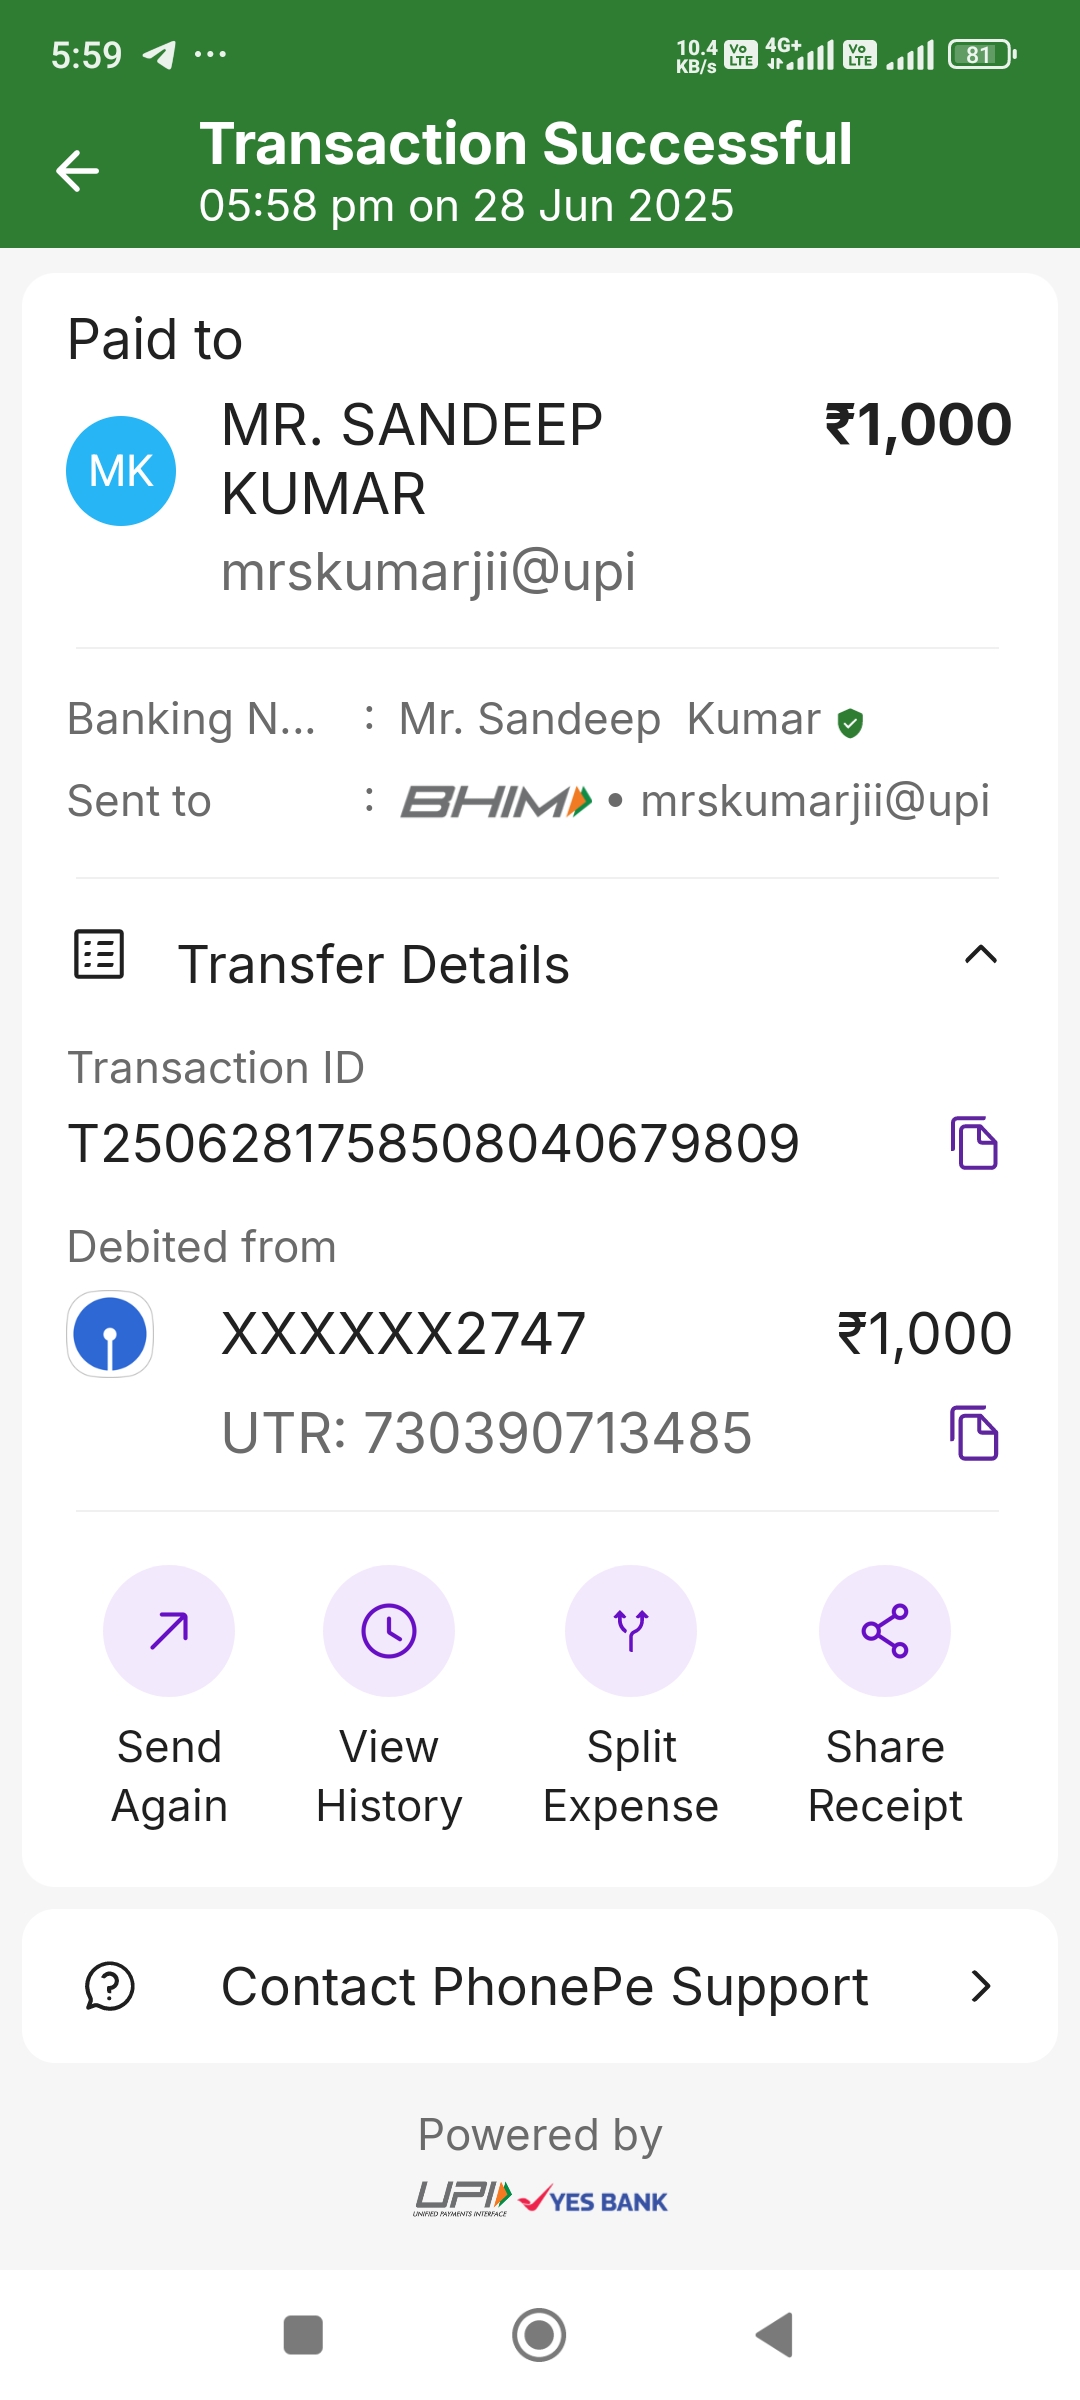 5:59
10.4 KB/s Vo LTE 4G+ Vo LTE 81
Transaction Successful
05:58 pm on 28 Jun 2025
Paid to
MK
MR. SANDEEP
KUMAR
₹1,000
mrskumarjii@upi
Banking N... : Mr. Sandeep Kumar
Sent to : BHIM • mrskumarjii@upi
Transfer Details
Transaction ID
T2506281758508040679809
Debited from
XXXXXX2747 ₹1,000
UTR: 730390713485
Send Again
View History
Split Expense
Share Receipt
Contact PhonePe Support
Powered by
UPI YES BANK
UNIFIED PAYMENTS INTERFACE